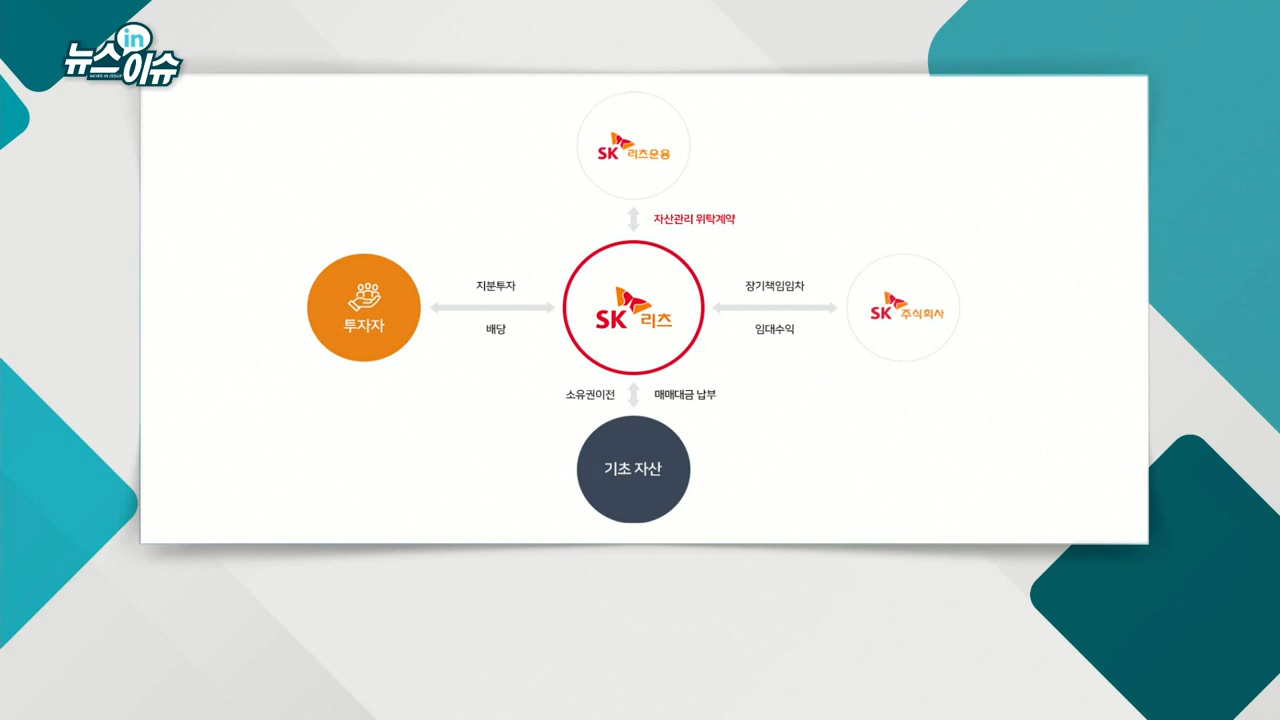 뉴스in이슈
NEWS IN ISSUE
SK 리츠운용
자산관리 위탁계약
투자자
지분투자
배당
SK 리츠
장기책임임차
임대수익
SK 주식회사
소유권이전
매매대금 납부
기초 자산